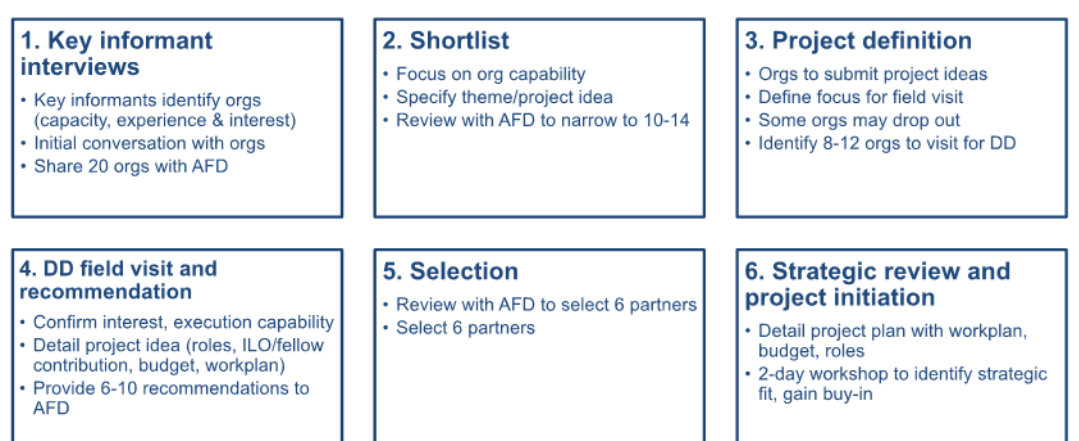 1. Key informant
interviews
• Key informants identify orgs
(capacity, experience & interest)
• Initial conversation with orgs
• Share 20 orgs with AFD
2. Shortlist
• Focus on org capability
• Specify theme/project idea
• Review with AFD to narrow to 10-14
3. Project definition
• Orgs to submit project ideas
• Define focus for field visit
• Some orgs may drop out
• Identify 8-12 orgs to visit for DD
4. DD field visit and
recommendation
• Confirm interest, execution capability
• Detail project idea (roles, ILO/fellow
contribution, budget, workplan)
• Provide 6-10 recommendations to
AFD
5. Selection
• Review with AFD to select 6 partners
• Select 6 partners
6. Strategic review and
project initiation
• Detail project plan with workplan,
budget, roles
• 2-day workshop to identify strategic
fit, gain buy-in